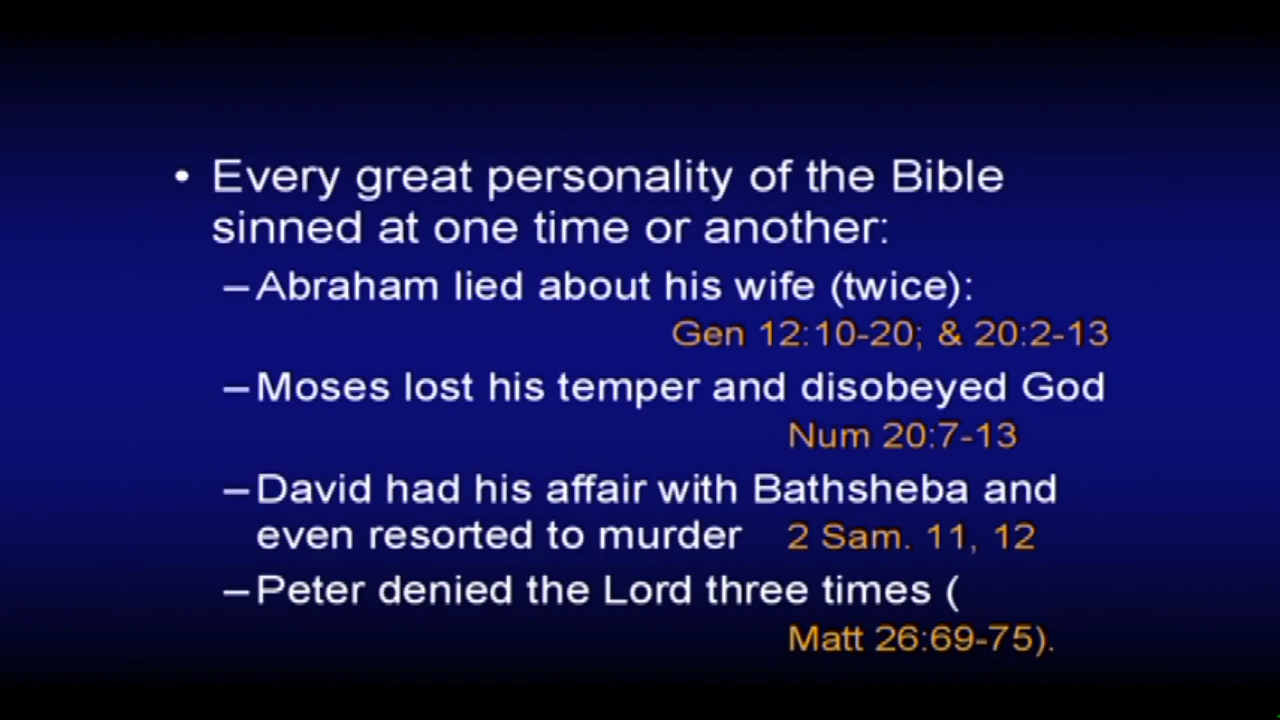 • Every great personality of the Bible
sinned at one time or another:
– Abraham lied about his wife (twice):
Gen 12:10-20; & 20:2-13
– Moses lost his temper and disobeyed God
Num 20:7-13
– David had his affair with Bathsheba and
even resorted to murder 2 Sam. 11, 12
– Peter denied the Lord three times (
Matt 26:69-75).